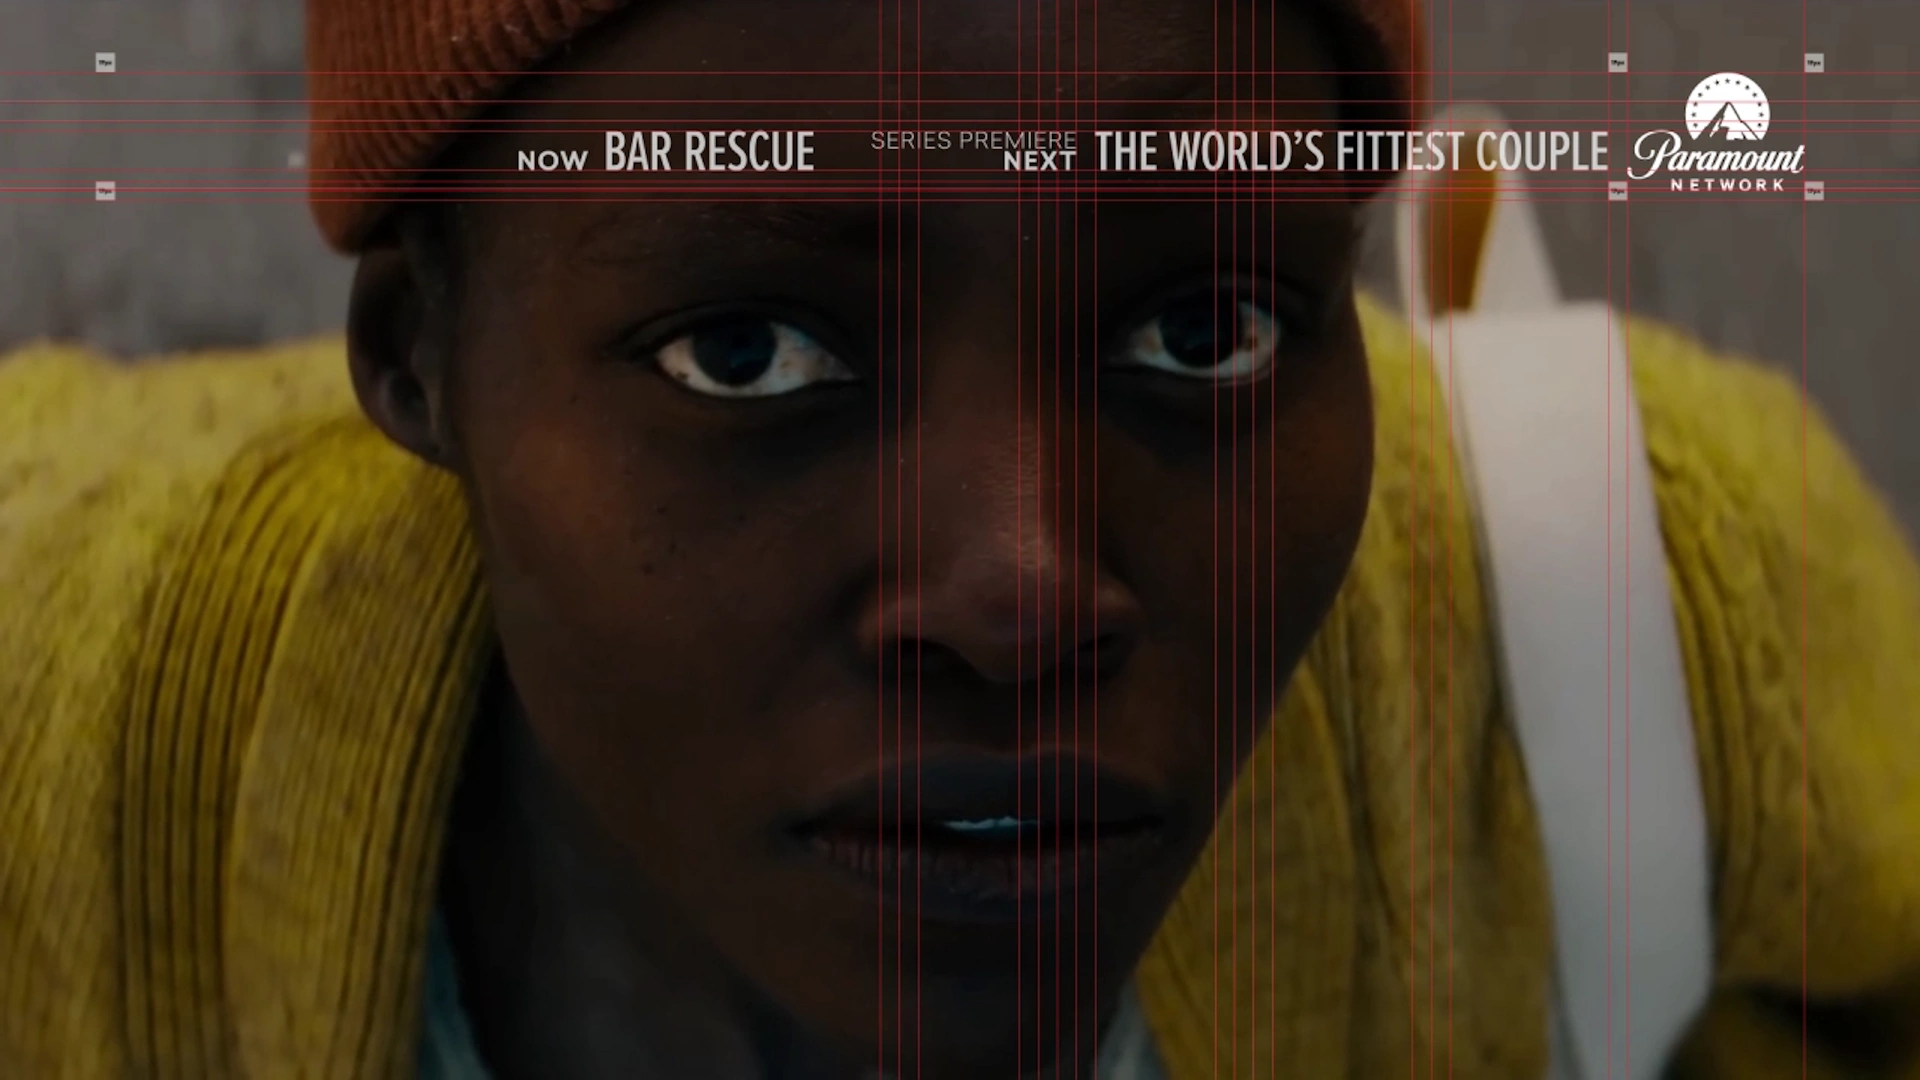 SERIES PREMIERE
NOW BAR RESCUE NEXT THE WORLD'S FITTEST COUPLE
Paramount
NETWORK